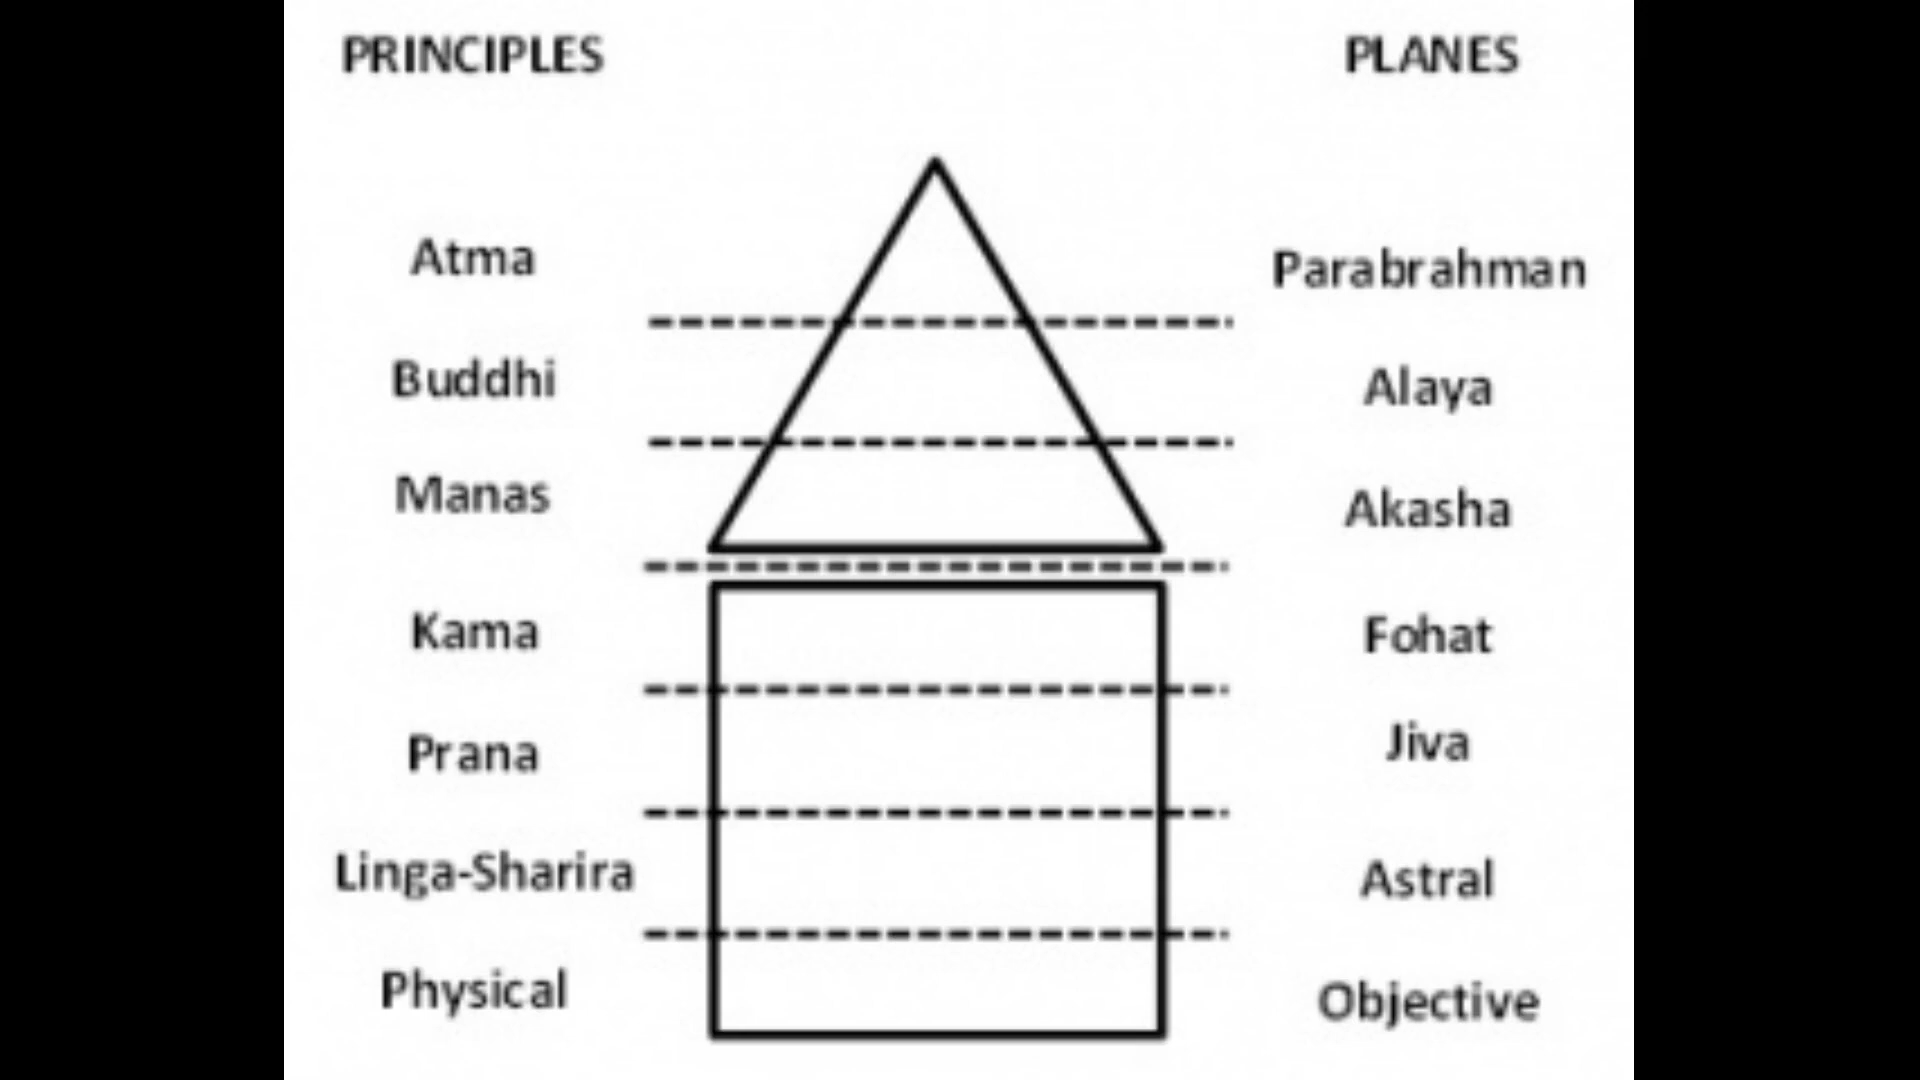 PRINCIPLES PLANES
Atma Parabrahman
Buddhi Alaya
Manas Akasha
Kama Fohat
Prana Jiva
Linga-Sharira Astral
Physical Objective